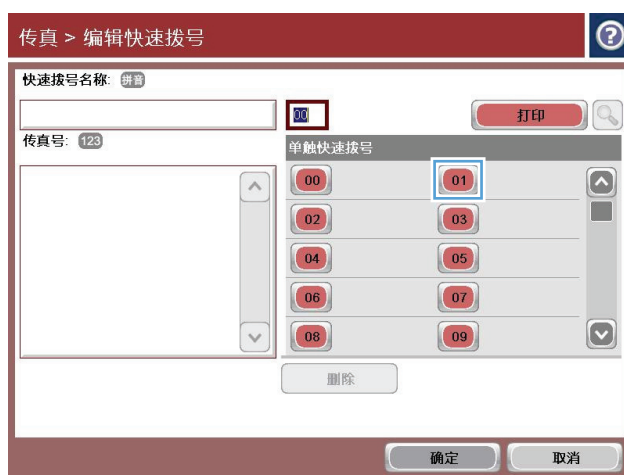 传真 > 编辑快速拨号
?
快速拨号名称: 拼音
00
打印
传真号: 123
单触快速拨号
00 01
02 03
04 05
06 07
08 09
删除
确定 取消